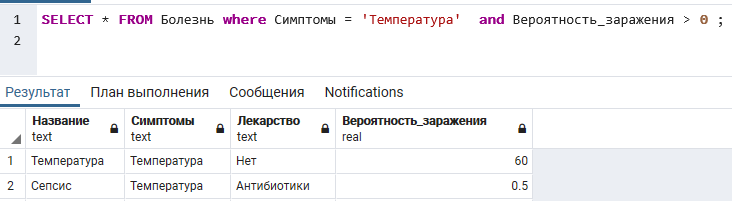 1 SELECT * FROM Болезнь where Симптомы = 'Температура' and Вероятность_заражения > 0 ;
2
Результат План выполнения Сообщения Notifications
Название Симптомы Лекарство Вероятность_заражения
text text text real
1 Температура Температура Нет 60
2 Сепсис Температура Антибиотики 0.5